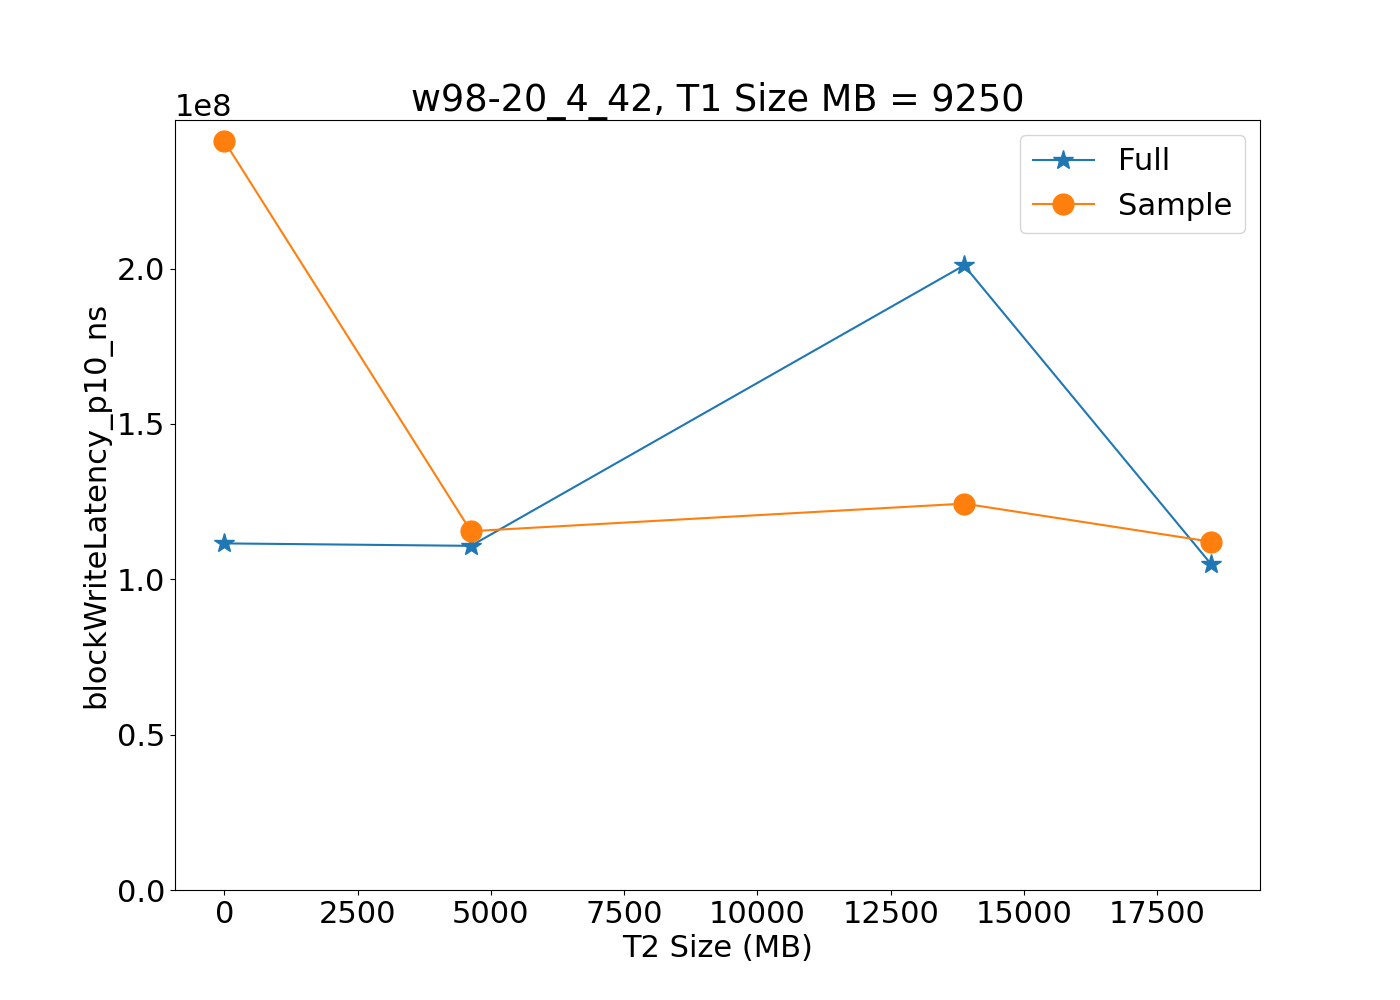 w98-20_4_42, T1 Size MB = 9250
1e8
Full
Sample
2.0
1.5
1.0
0.5
0.0
blockWriteLatency_p10_ns
0 2500 5000 7500 10000 12500 15000 17500
T2 Size (MB)